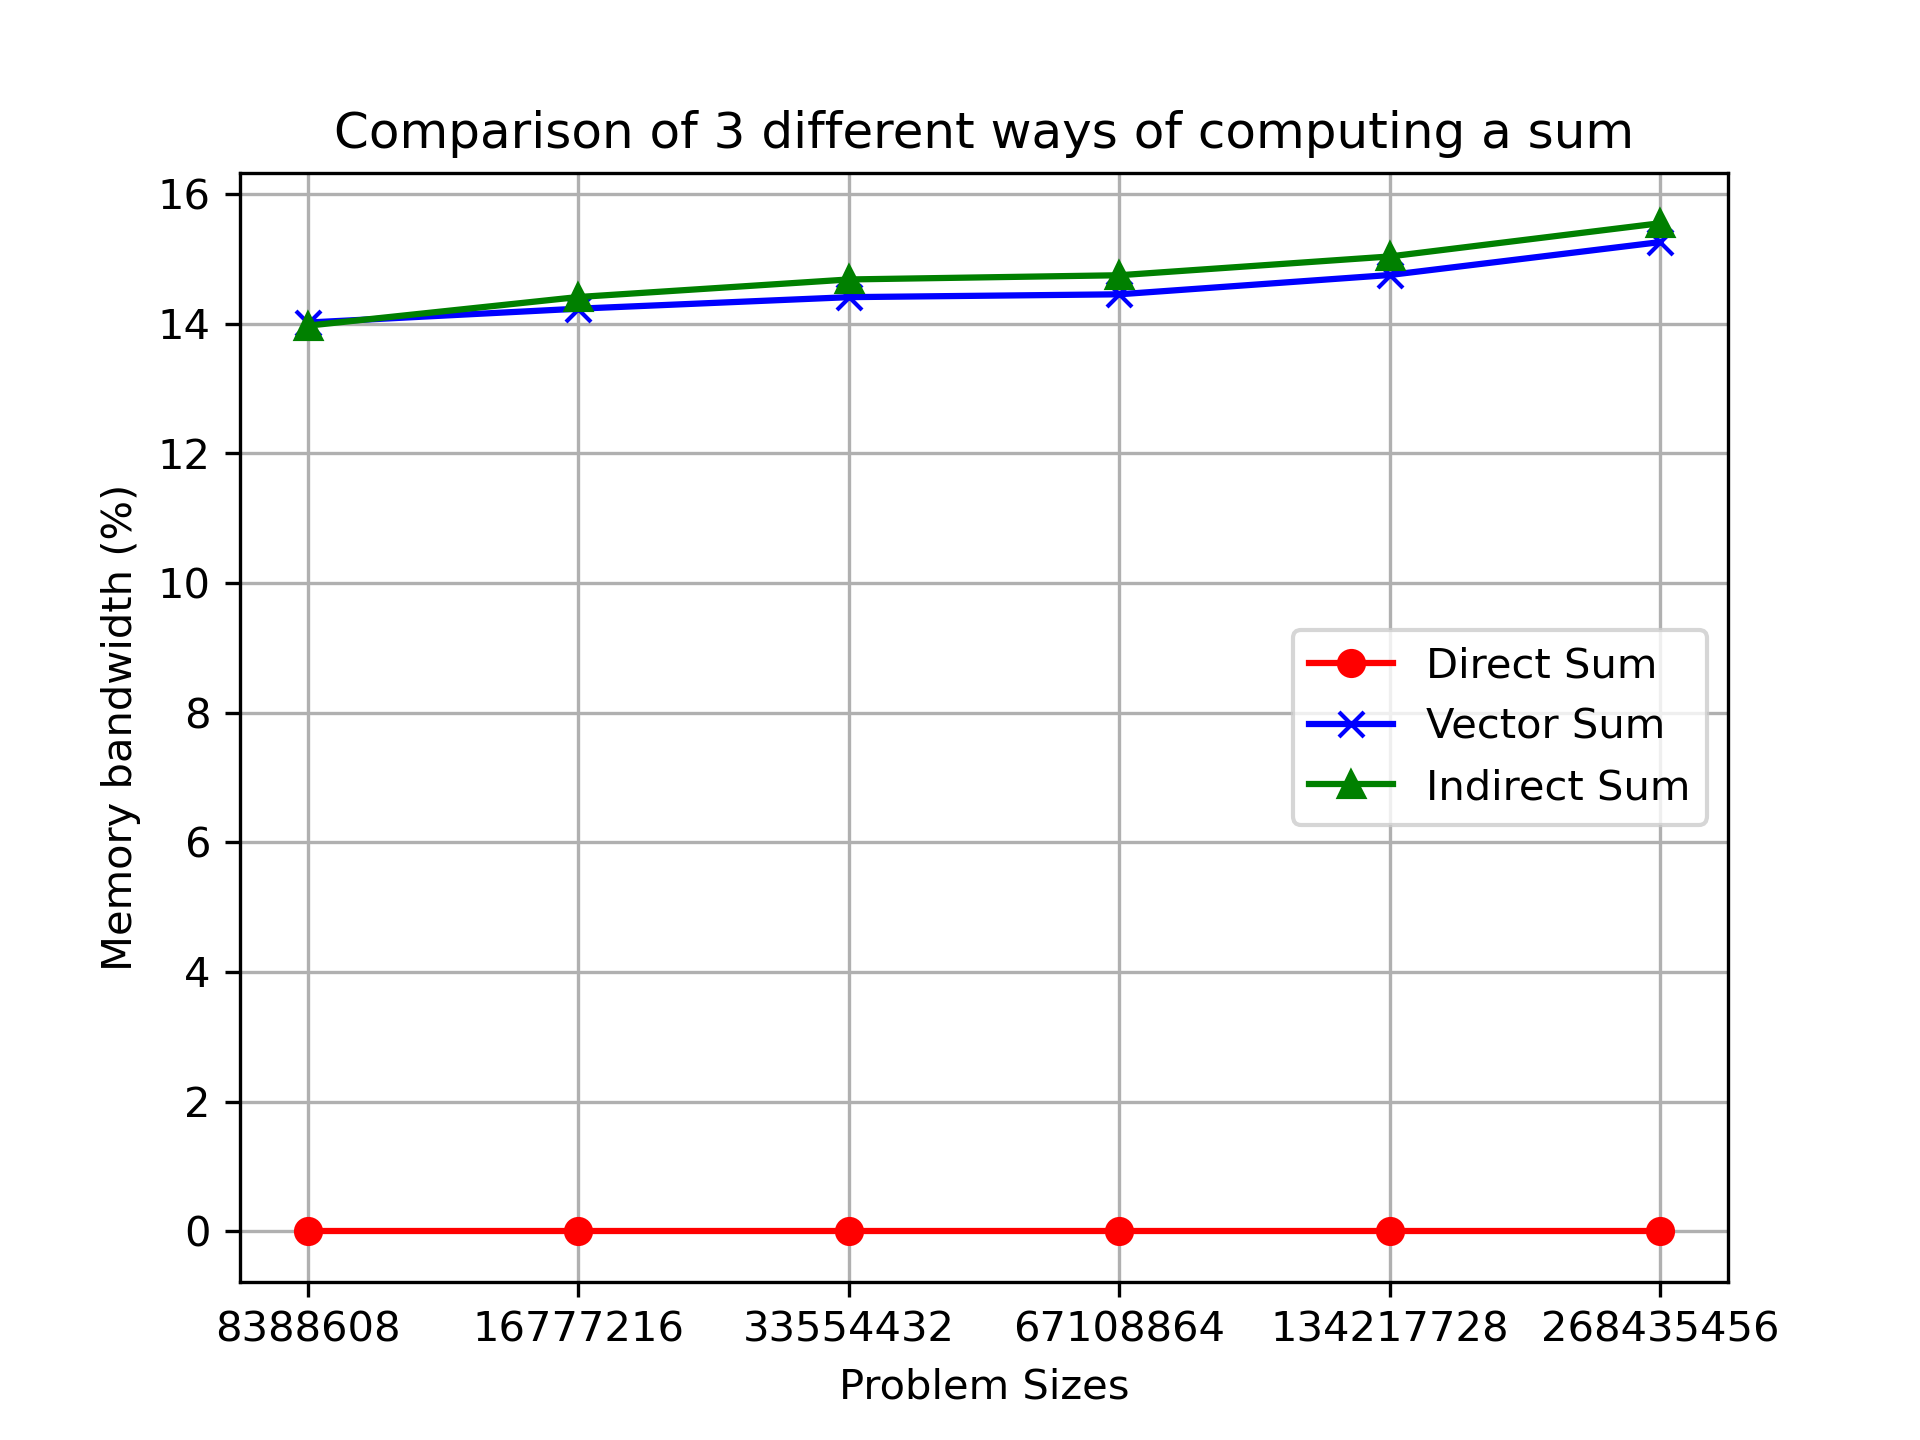 Comparison of 3 different ways of computing a sum
16
14
12
10
8
6
4
2
0
Memory bandwidth (%)
Direct Sum
Vector Sum
Indirect Sum
8388608 16777216 33554432 67108864 134217728 268435456
Problem Sizes